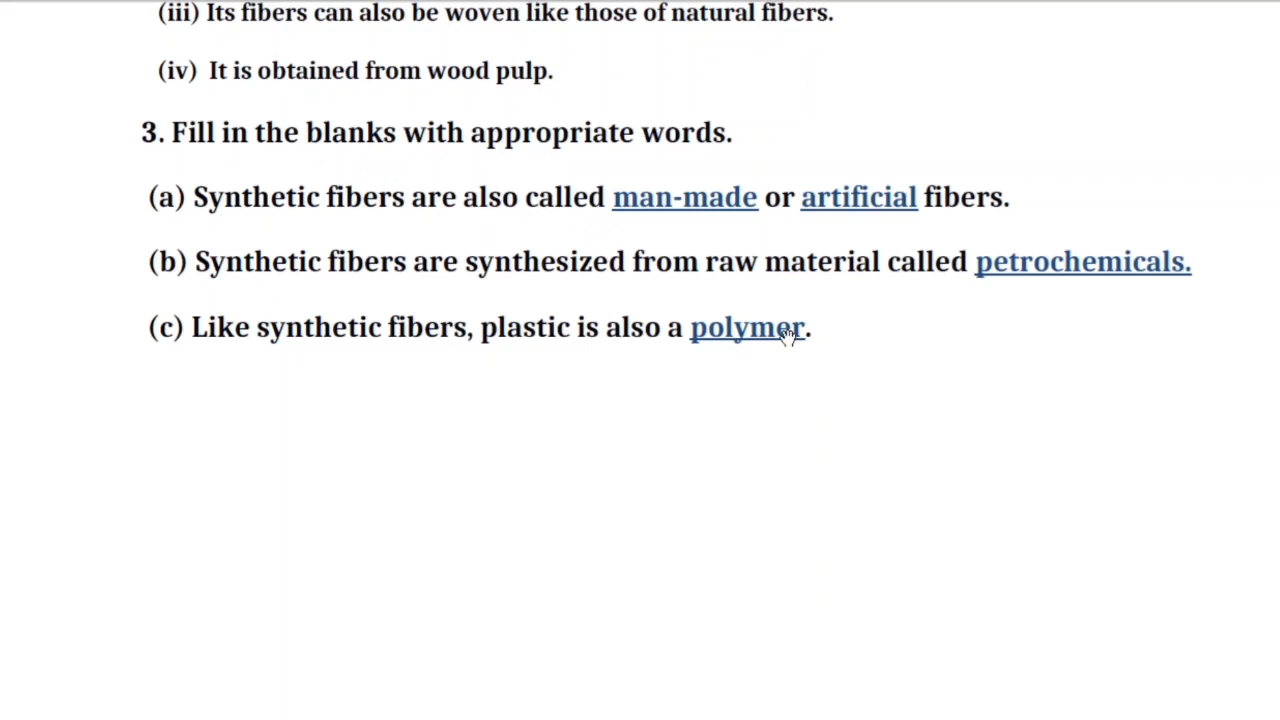 (iii) Its fibers can also be woven like those of natural fibers.
(iv) It is obtained from wood pulp.
3. Fill in the blanks with appropriate words.
(a) Synthetic fibers are also called man-made or artificial fibers.
(b) Synthetic fibers are synthesized from raw material called petrochemicals.
(c) Like synthetic fibers, plastic is also a polymer.